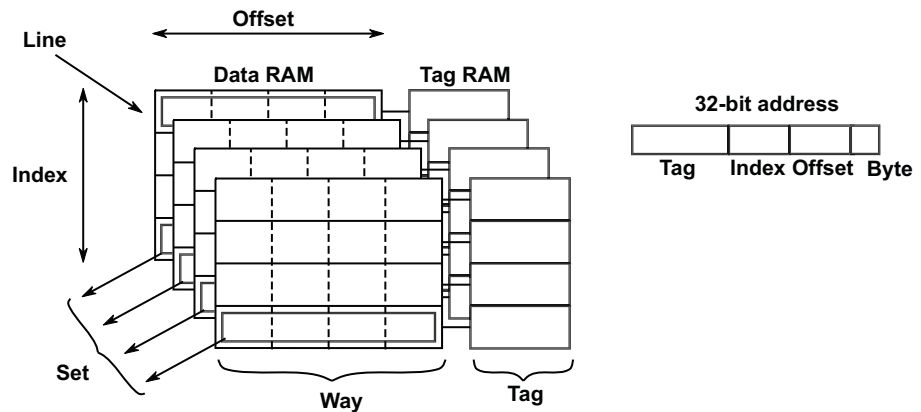 Offset
Line
Data RAM
Tag RAM
32-bit address
Tag Index Offset Byte
Index
Set
Way
Tag